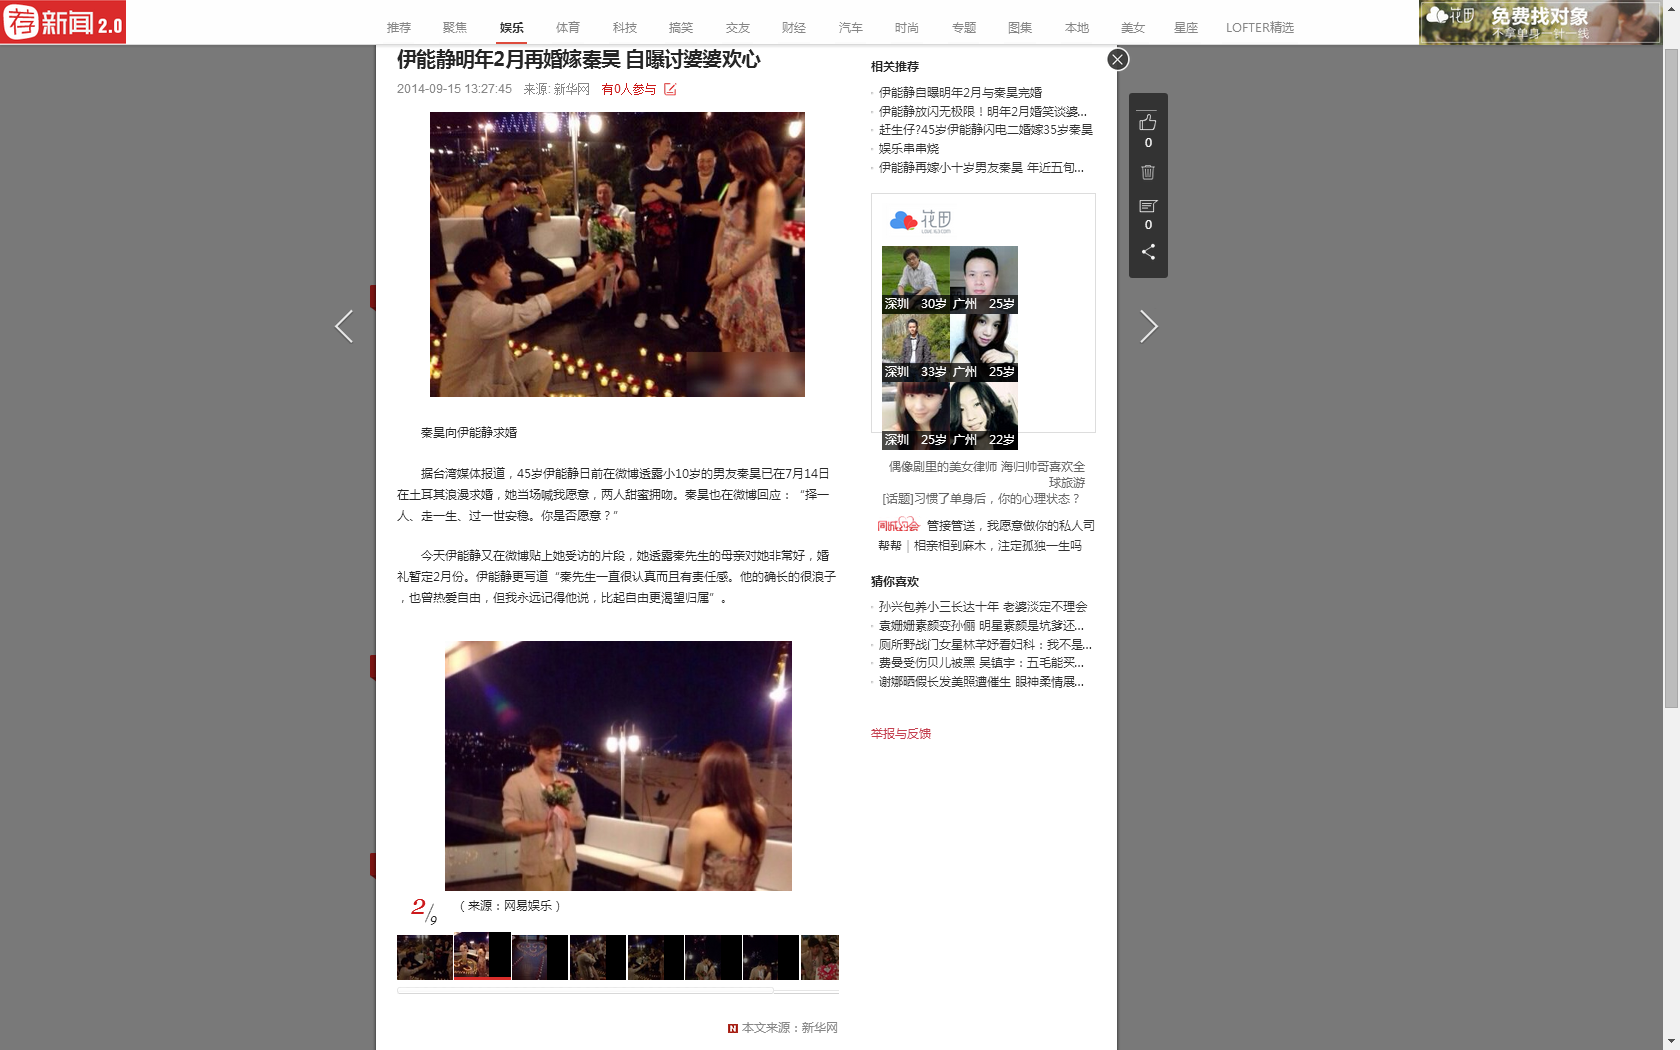 荐新闻2.0
推荐 聚焦 娱乐 体育 科技 搞笑 交友 财经 汽车 时尚 专题 图集 本地 美女 星座 LOFTER精选
花田 免费找对象
不拿单身一针一线
伊能静明年2月再婚嫁秦昊 自曝讨婆婆欢心
2014-09-15 13:27:45 来源: 新华网 有0人参与
秦昊向伊能静求婚
据台湾媒体报道，45岁伊能静日前在微博透露小10岁的男友秦昊已在7月14日
在土耳其浪漫求婚，她当场喊我愿意，两人甜蜜拥吻。秦昊也在微博回应：“择一
人、走一生、过一世安稳。你是否愿意？”
今天伊能静又在微博贴上她受访的片段，她透露秦先生的母亲对她非常好，婚
礼暂定2月份。伊能静更写道“秦先生一直很认真而且有责任感。他的确长的很浪子
，也曾热爱自由，但我永远记得他说，比起自由更渴望归属”。
2/9 （来源：网易娱乐）
本文来源：新华网
相关推荐
伊能静自曝明年2月与秦昊完婚
伊能静放闪无极限！明年2月婚笑谈婆...
赶生仔?45岁伊能静闪电二婚嫁35岁秦昊
娱乐串串烧
伊能静再嫁小十岁男友秦昊 年近五旬...
花田
深圳 30岁 广州 25岁
深圳 33岁 广州 25岁
深圳 25岁 广州 22岁
偶像剧里的美女律师 海归帅哥喜欢全
球旅游
[话题]习惯了单身后，你的心理状态？
同城约会 管接管送，我愿意做你的私人司
帮帮 | 相亲相到麻木，注定孤独一生吗
猜你喜欢
孙兴包养小三长达十年 老婆淡定不理会
袁姗姗素颜变孙俪 明星素颜是坑爹还...
厕所野战门女星林芊妤看妇科：我不是...
费曼受伤贝儿被黑 吴镇宇：五毛能买...
谢娜晒假长发美照遭催生 眼神柔情展...
举报与反馈
0
0